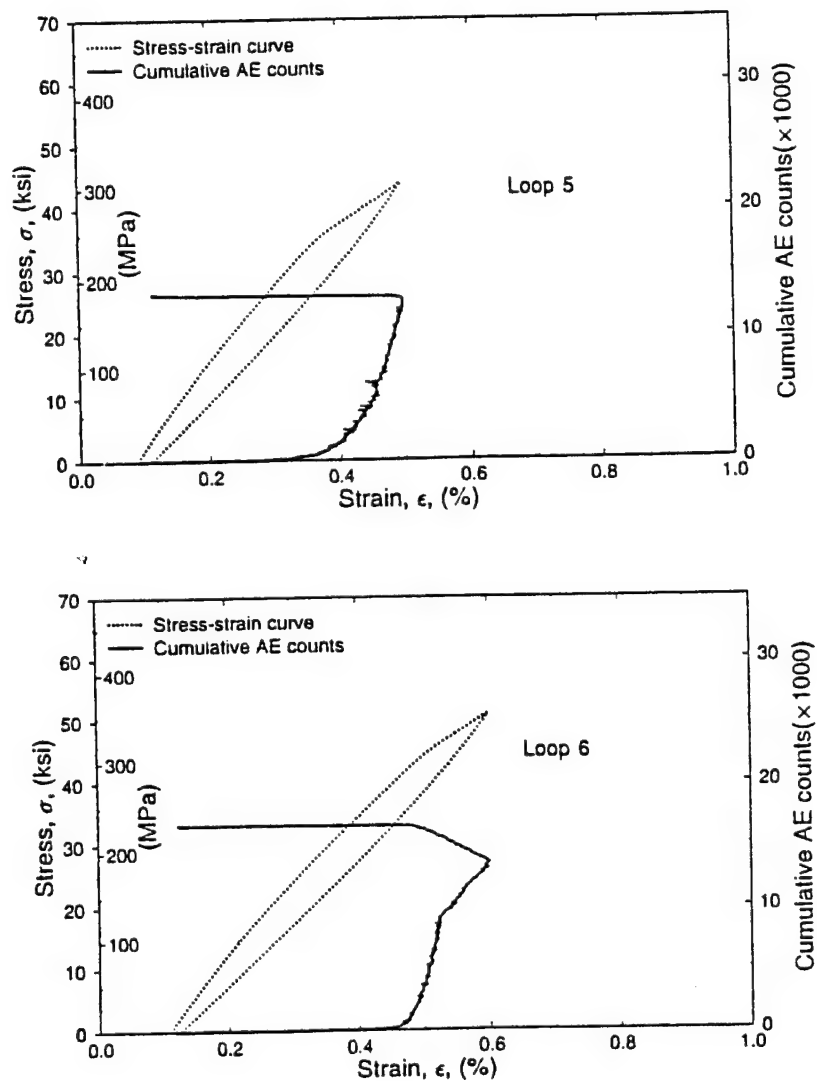 70
60
50
40
30
20
10
0
400
300
200
100
Stress, σ, (ksi)
(MPa)
Stress-strain curve
Cumulative AE counts
Loop 5
30
20
10
0
Cumulative AE counts(×1000)
0.0 0.2 0.4 0.6 0.8 1.0
Strain, ϵ, (%)
70
60
50
40
30
20
10
0
400
300
200
100
Stress, σ, (ksi)
(MPa)
Stress-strain curve
Cumulative AE counts
Loop 6
30
20
10
0
Cumulative AE counts(×1000)
0.0 0.2 0.4 0.6 0.8 1.0
Strain, ϵ, (%)